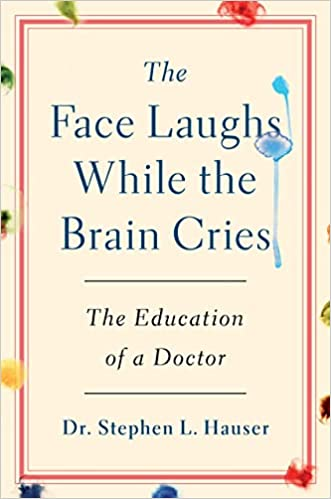 The
Face Laughs
While the
Brain Cries
The Education
of a Doctor
Dr. Stephen L. Hauser